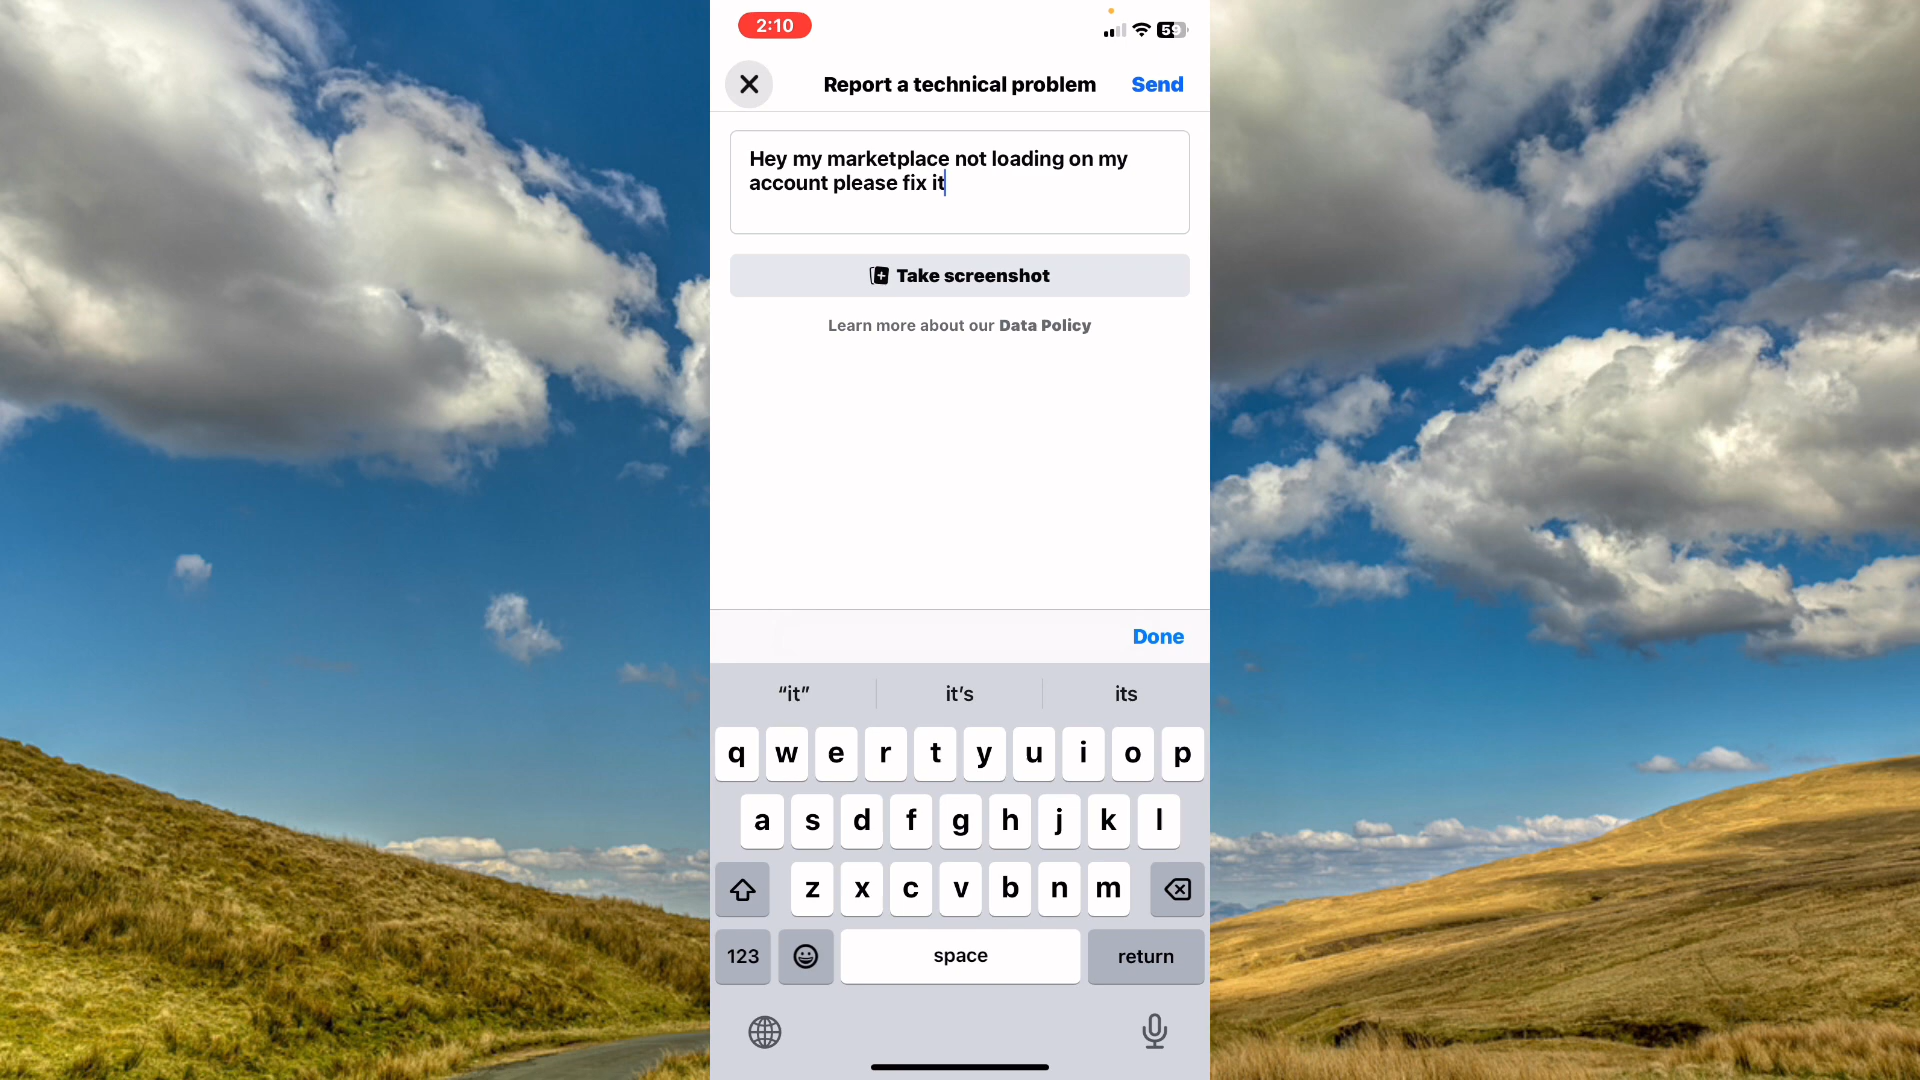 2:10
59
Report a technical problem
Send
Hey my marketplace not loading on my
account please fix it
Take screenshot
Learn more about our Data Policy
Done
“it” it’s its
q w e r t y u i o p
a s d f g h j k l
z x c v b n m
123 space return